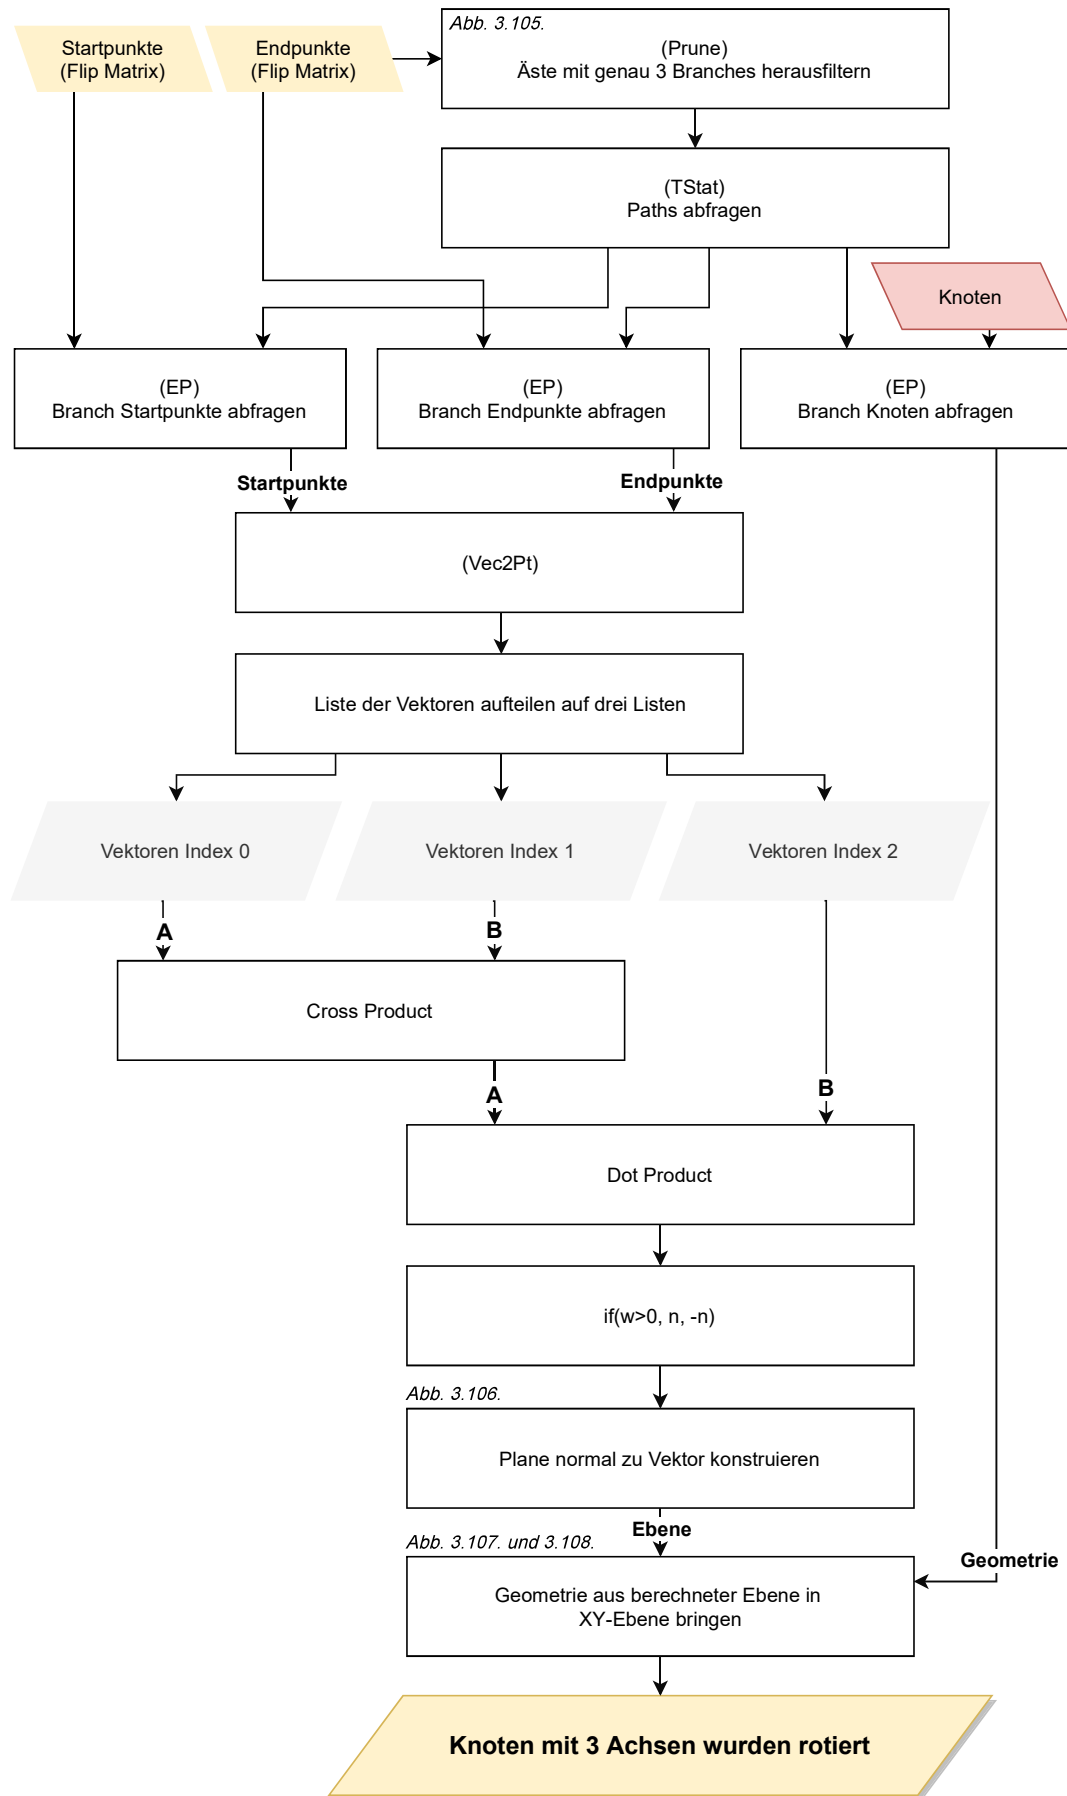 Startpunkte
(Flip Matrix)
Endpunkte
(Flip Matrix)
Abb. 3.105.
(Prune)
Äste mit genau 3 Branches herausfiltern
(TStat)
Paths abfragen
Knoten
(EP)
Branch Startpunkte abfragen
(EP)
Branch Endpunkte abfragen
(EP)
Branch Knoten abfragen
Startpunkte
Endpunkte
(Vec2Pt)
Liste der Vektoren aufteilen auf drei Listen
Vektoren Index 0
Vektoren Index 1
Vektoren Index 2
A
B
Cross Product
A
B
Dot Product
if(w>0, n, -n)
Abb. 3.106.
Plane normal zu Vektor konstruieren
Ebene
Abb. 3.107. und 3.108.
Geometrie
Geometrie aus berechneter Ebene in
XY-Ebene bringen
Knoten mit 3 Achsen wurden rotiert